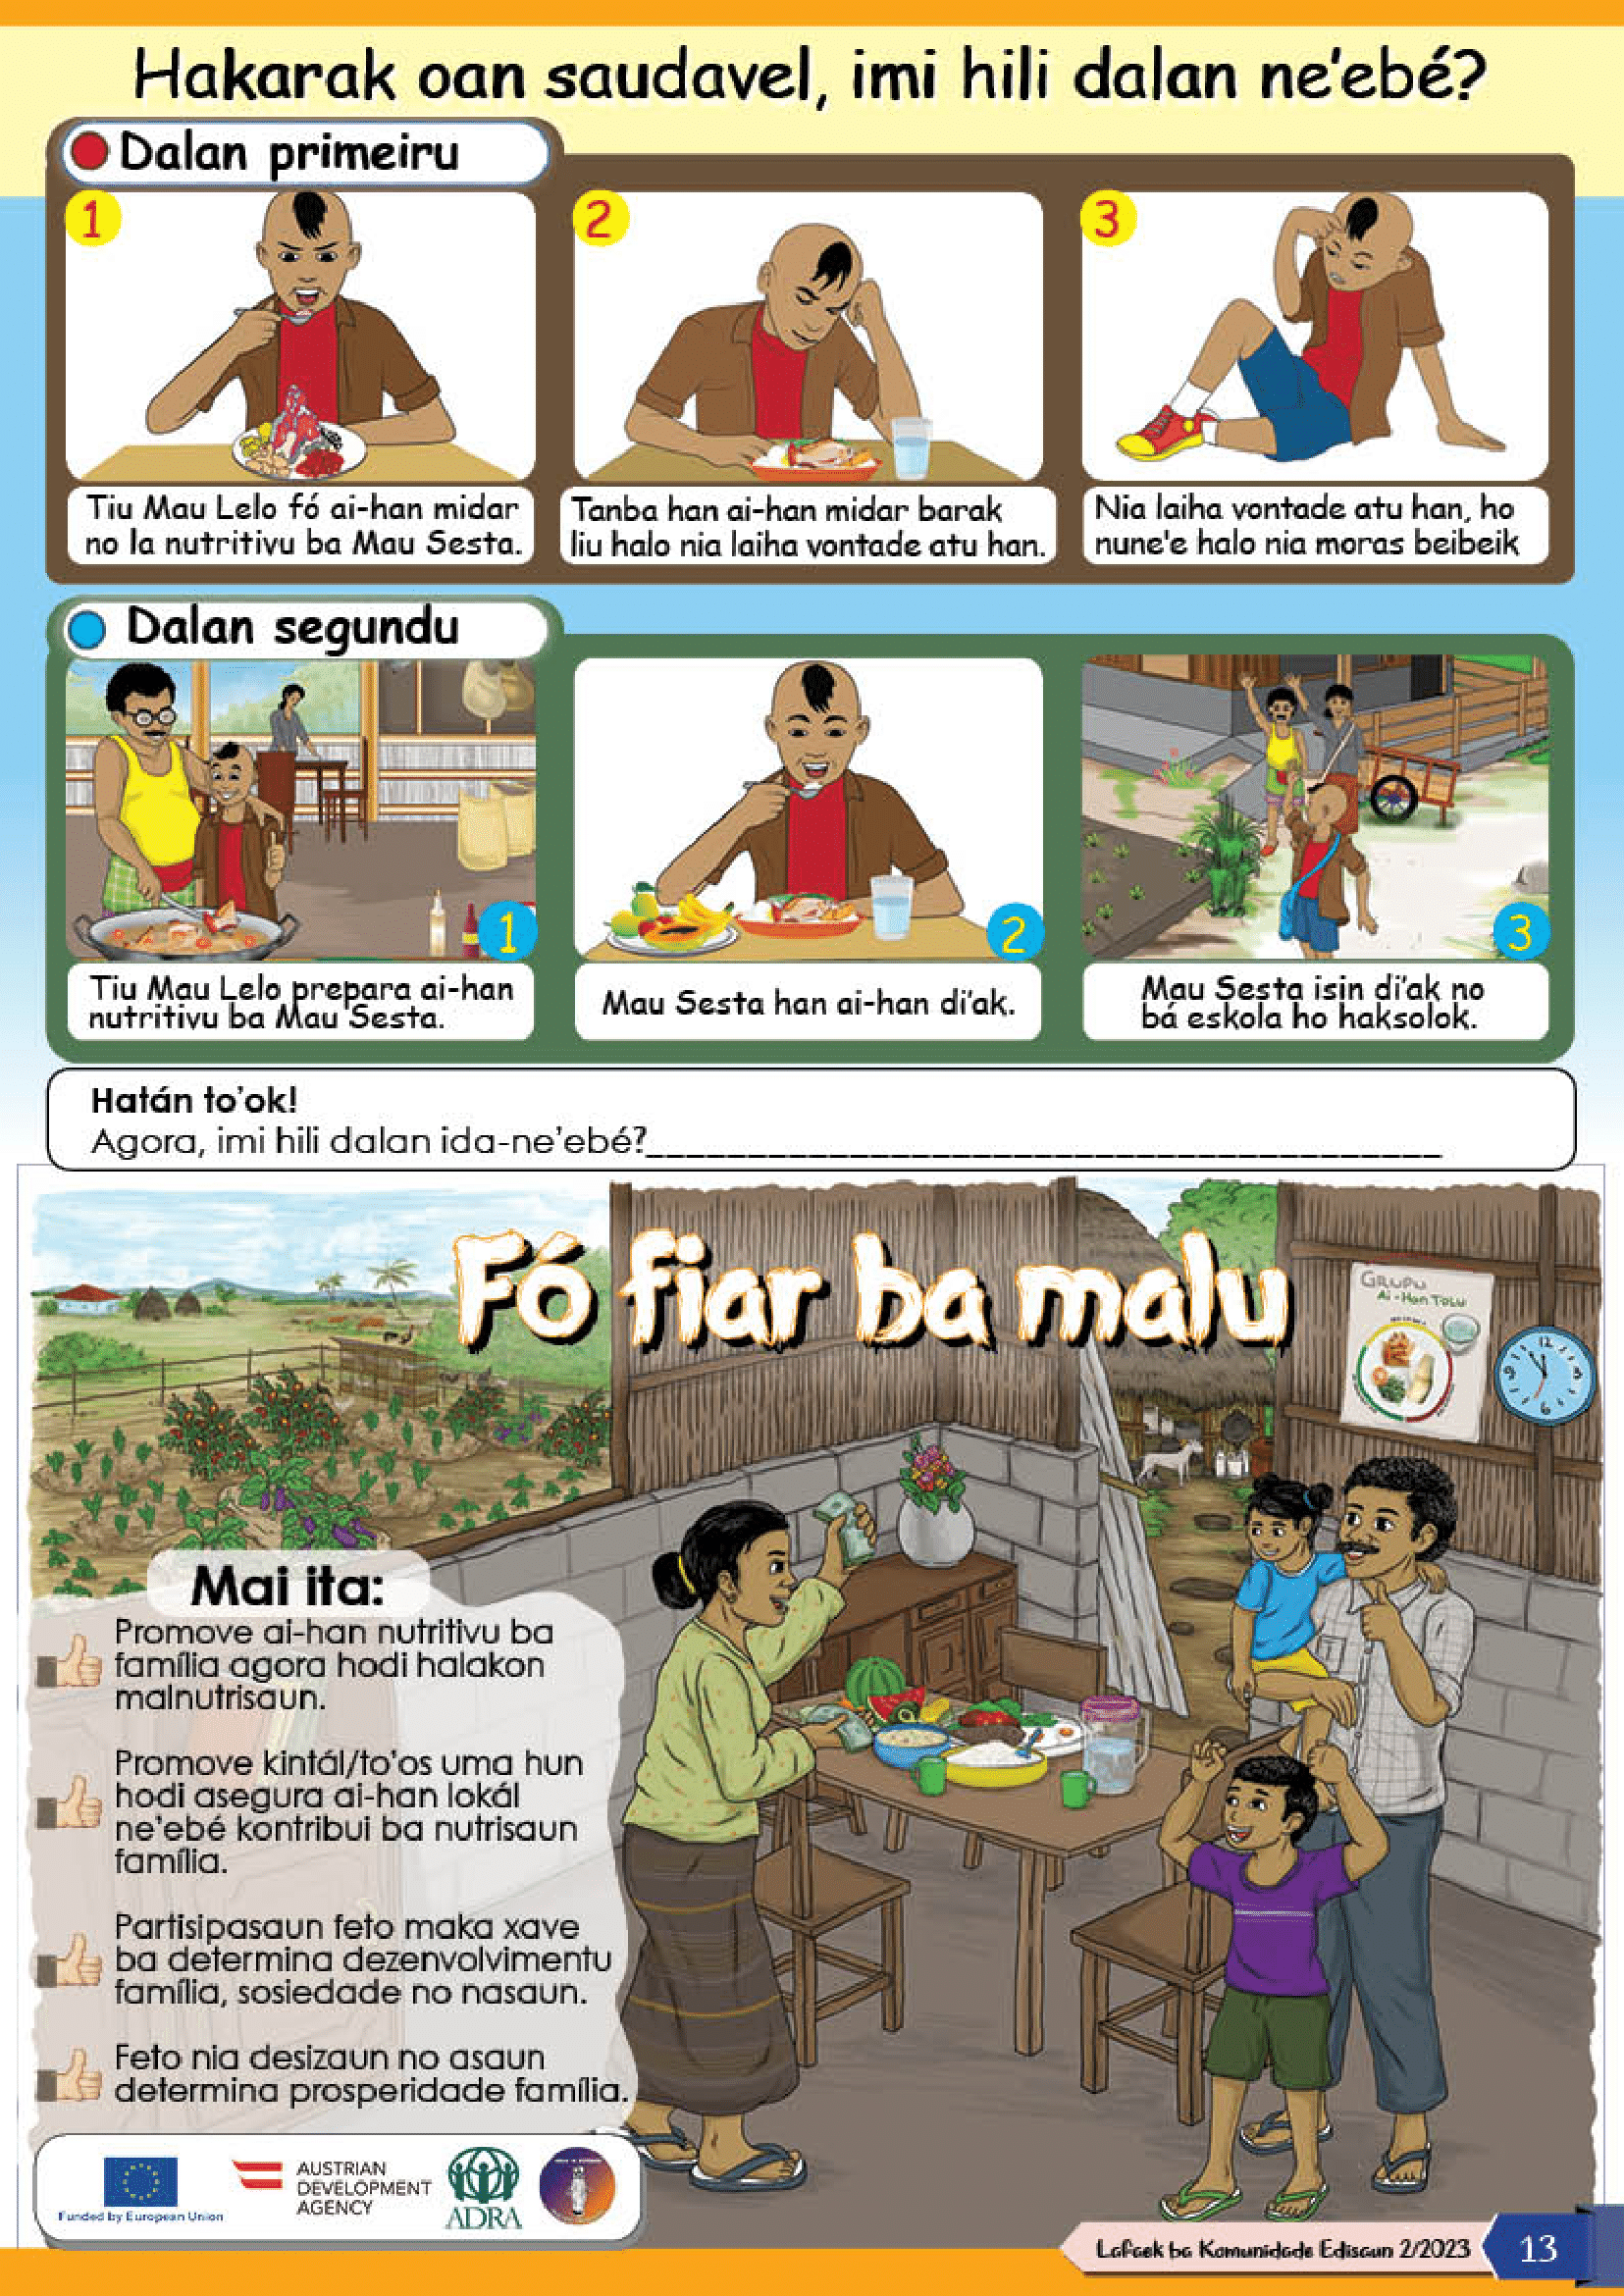 Hakarak oan saudavel, imi hili dalan ne'ebé?
Dalan primeiru
1
2
3
Tiu Mau Lelo fó ai-han midar
no la nutritivu ba Mau Sesta.
Tanba han ai-han midar barak
liu halo nia laiha vontade atu han.
Nia laiha vontade atu han, ho
nune'e halo nia moras beibeik
Dalan segundu
1
2
3
Tiu Mau Lelo prepara ai-han
nutritivu ba Mau Sesta.
Mau Sesta han ai-han di'ak.
Mau Sesta isin di'ak no
bá eskola ho haksolok.
Hatán to'ok!
Agora, imi hili dalan ida-ne'ebé?
Fó fiar ba malu
GRUPU
Ai-Han TOLU
12
3
6
9
Mai ita:
Promove ai-han nutritivu ba
família agora hodi halakon
malnutrisaun.
Promove kintál/to'os uma hun
hodi asegura ai-han lokál
ne'ebé kontribui ba nutrisaun
família.
Partisipasaun feto maka xave
ba determina dezenvolvimentu
família, sosiedade no nasaun.
Feto nia desizaun no asaun
determina prosperidade família.
Funded by European Union
AUSTRIAN
DEVELOPMENT
AGENCY
ADRA
Lafaek ba Komunidade Edisaun 2/2023
13